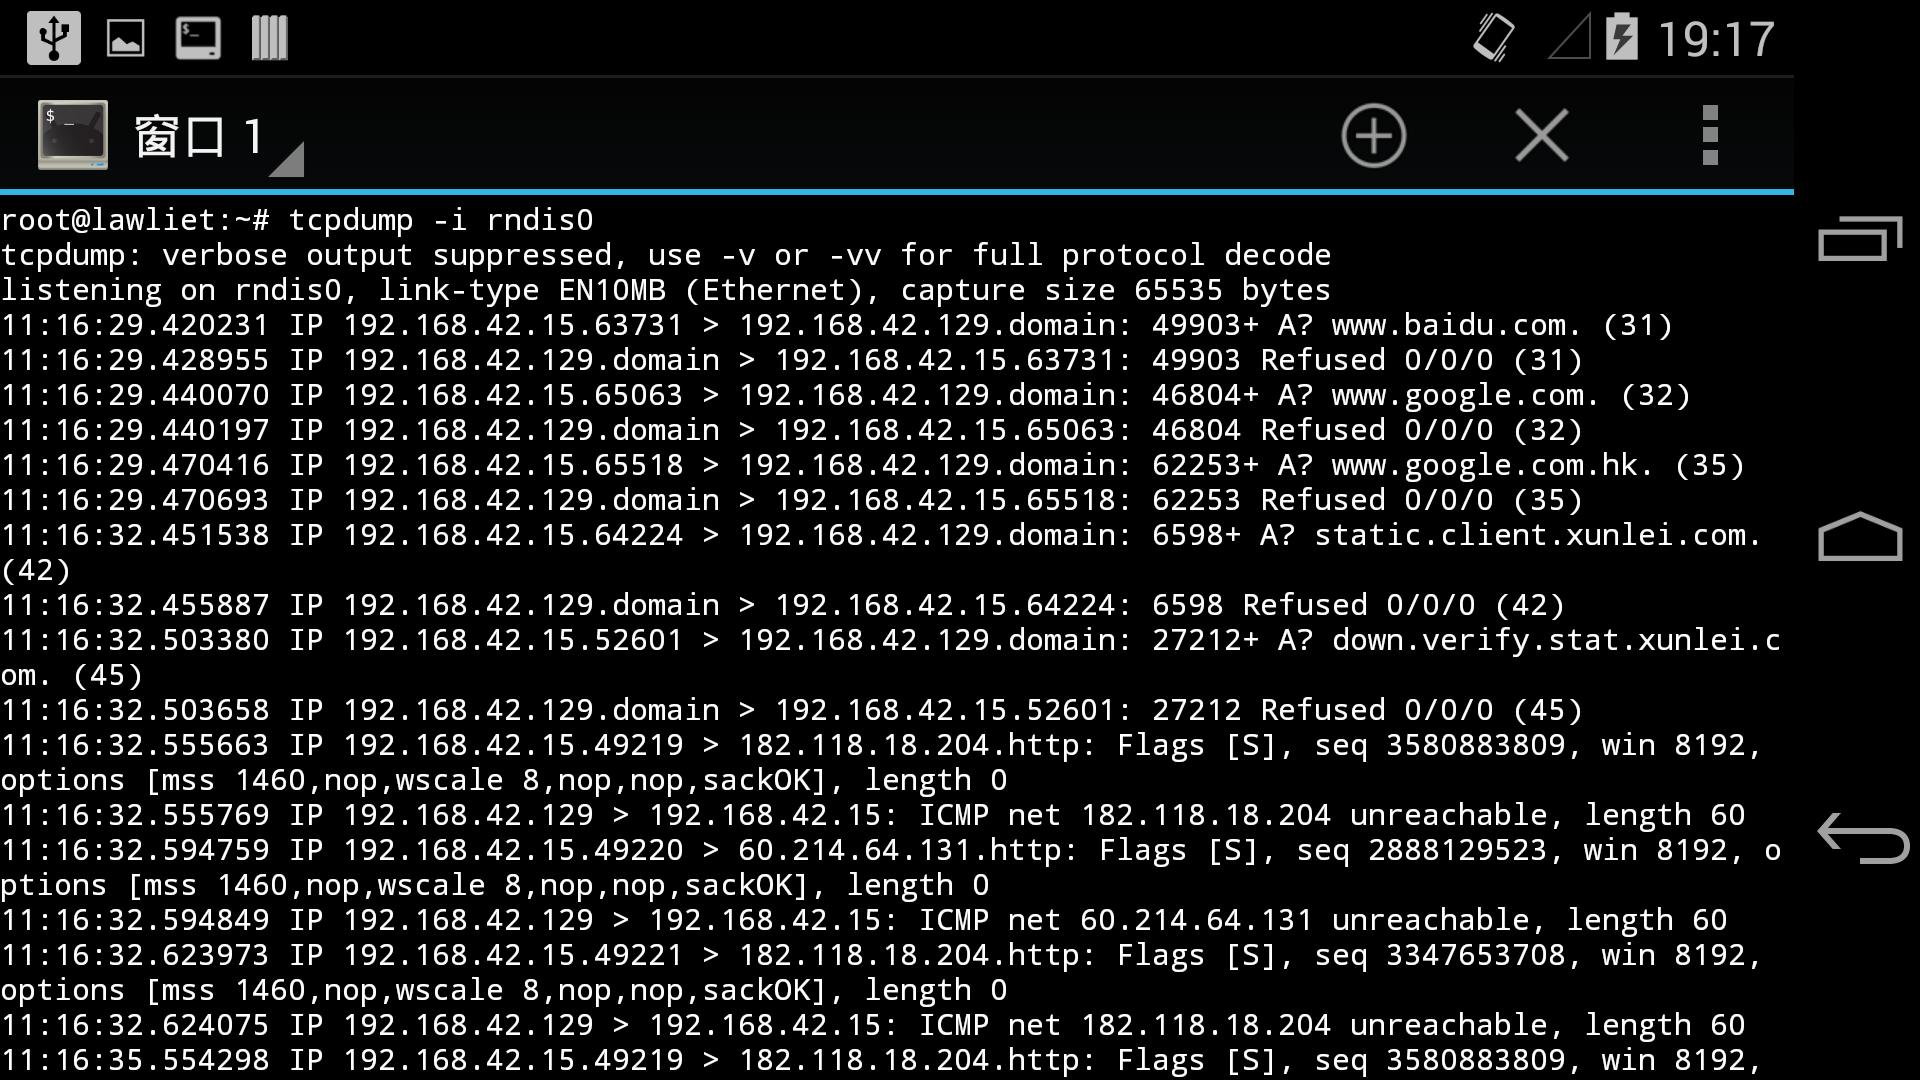 19:17
$_
$ _
窗口 1
root@lawliet:~# tcpdump -i rndis0
tcpdump: verbose output suppressed, use -v or -vv for full protocol decode
listening on rndis0, link-type EN10MB (Ethernet), capture size 65535 bytes
11:16:29.420231 IP 192.168.42.15.63731 > 192.168.42.129.domain: 49903+ A? www.baidu.com. (31)
11:16:29.428955 IP 192.168.42.129.domain > 192.168.42.15.63731: 49903 Refused 0/0/0 (31)
11:16:29.440070 IP 192.168.42.15.65063 > 192.168.42.129.domain: 46804+ A? www.google.com. (32)
11:16:29.440197 IP 192.168.42.129.domain > 192.168.42.15.65063: 46804 Refused 0/0/0 (32)
11:16:29.470416 IP 192.168.42.15.65518 > 192.168.42.129.domain: 62253+ A? www.google.com.hk. (35)
11:16:29.470693 IP 192.168.42.129.domain > 192.168.42.15.65518: 62253 Refused 0/0/0 (35)
11:16:32.451538 IP 192.168.42.15.64224 > 192.168.42.129.domain: 6598+ A? static.client.xunlei.com.
(42)
11:16:32.455887 IP 192.168.42.129.domain > 192.168.42.15.64224: 6598 Refused 0/0/0 (42)
11:16:32.503380 IP 192.168.42.15.52601 > 192.168.42.129.domain: 27212+ A? down.verify.stat.xunlei.c
om. (45)
11:16:32.503658 IP 192.168.42.129.domain > 192.168.42.15.52601: 27212 Refused 0/0/0 (45)
11:16:32.555663 IP 192.168.42.15.49219 > 182.118.18.204.http: Flags [S], seq 3580883809, win 8192,
options [mss 1460,nop,wscale 8,nop,nop,sackOK], length 0
11:16:32.555769 IP 192.168.42.129 > 192.168.42.15: ICMP net 182.118.18.204 unreachable, length 60
11:16:32.594759 IP 192.168.42.15.49220 > 60.214.64.131.http: Flags [S], seq 2888129523, win 8192, o
ptions [mss 1460,nop,wscale 8,nop,nop,sackOK], length 0
11:16:32.594849 IP 192.168.42.129 > 192.168.42.15: ICMP net 60.214.64.131 unreachable, length 60
11:16:32.623973 IP 192.168.42.15.49221 > 182.118.18.204.http: Flags [S], seq 3347653708, win 8192,
options [mss 1460,nop,wscale 8,nop,nop,sackOK], length 0
11:16:32.624075 IP 192.168.42.129 > 192.168.42.15: ICMP net 182.118.18.204 unreachable, length 60
11:16:35.554298 IP 192.168.42.15.49219 > 182.118.18.204.http: Flags [S], seq 3580883809, win 8192,